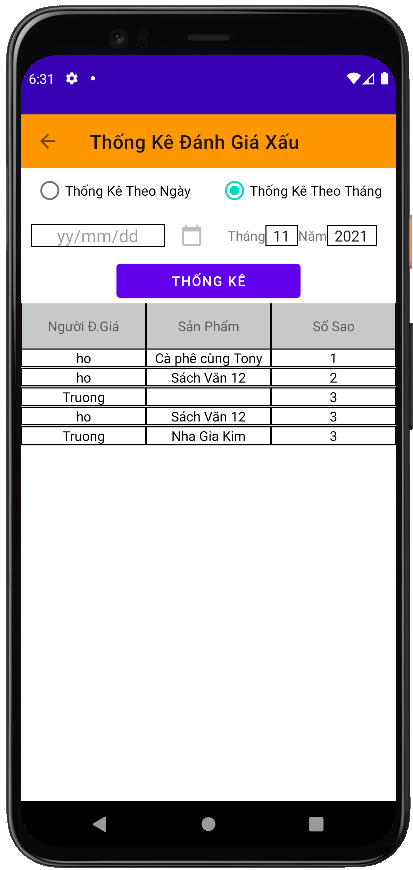 6:31
Thống Kê Đánh Giá Xấu
Thống Kê Theo Ngày Thống Kê Theo Tháng
yy/mm/dd Tháng 11 Năm 2021
THỐNG KÊ
Người Đ.Giá Sản Phẩm Số Sao
ho Cà phê cùng Tony 1
ho Sách Văn 12 2
Truong 3
ho Sách Văn 12 3
Truong Nha Gia Kim 3